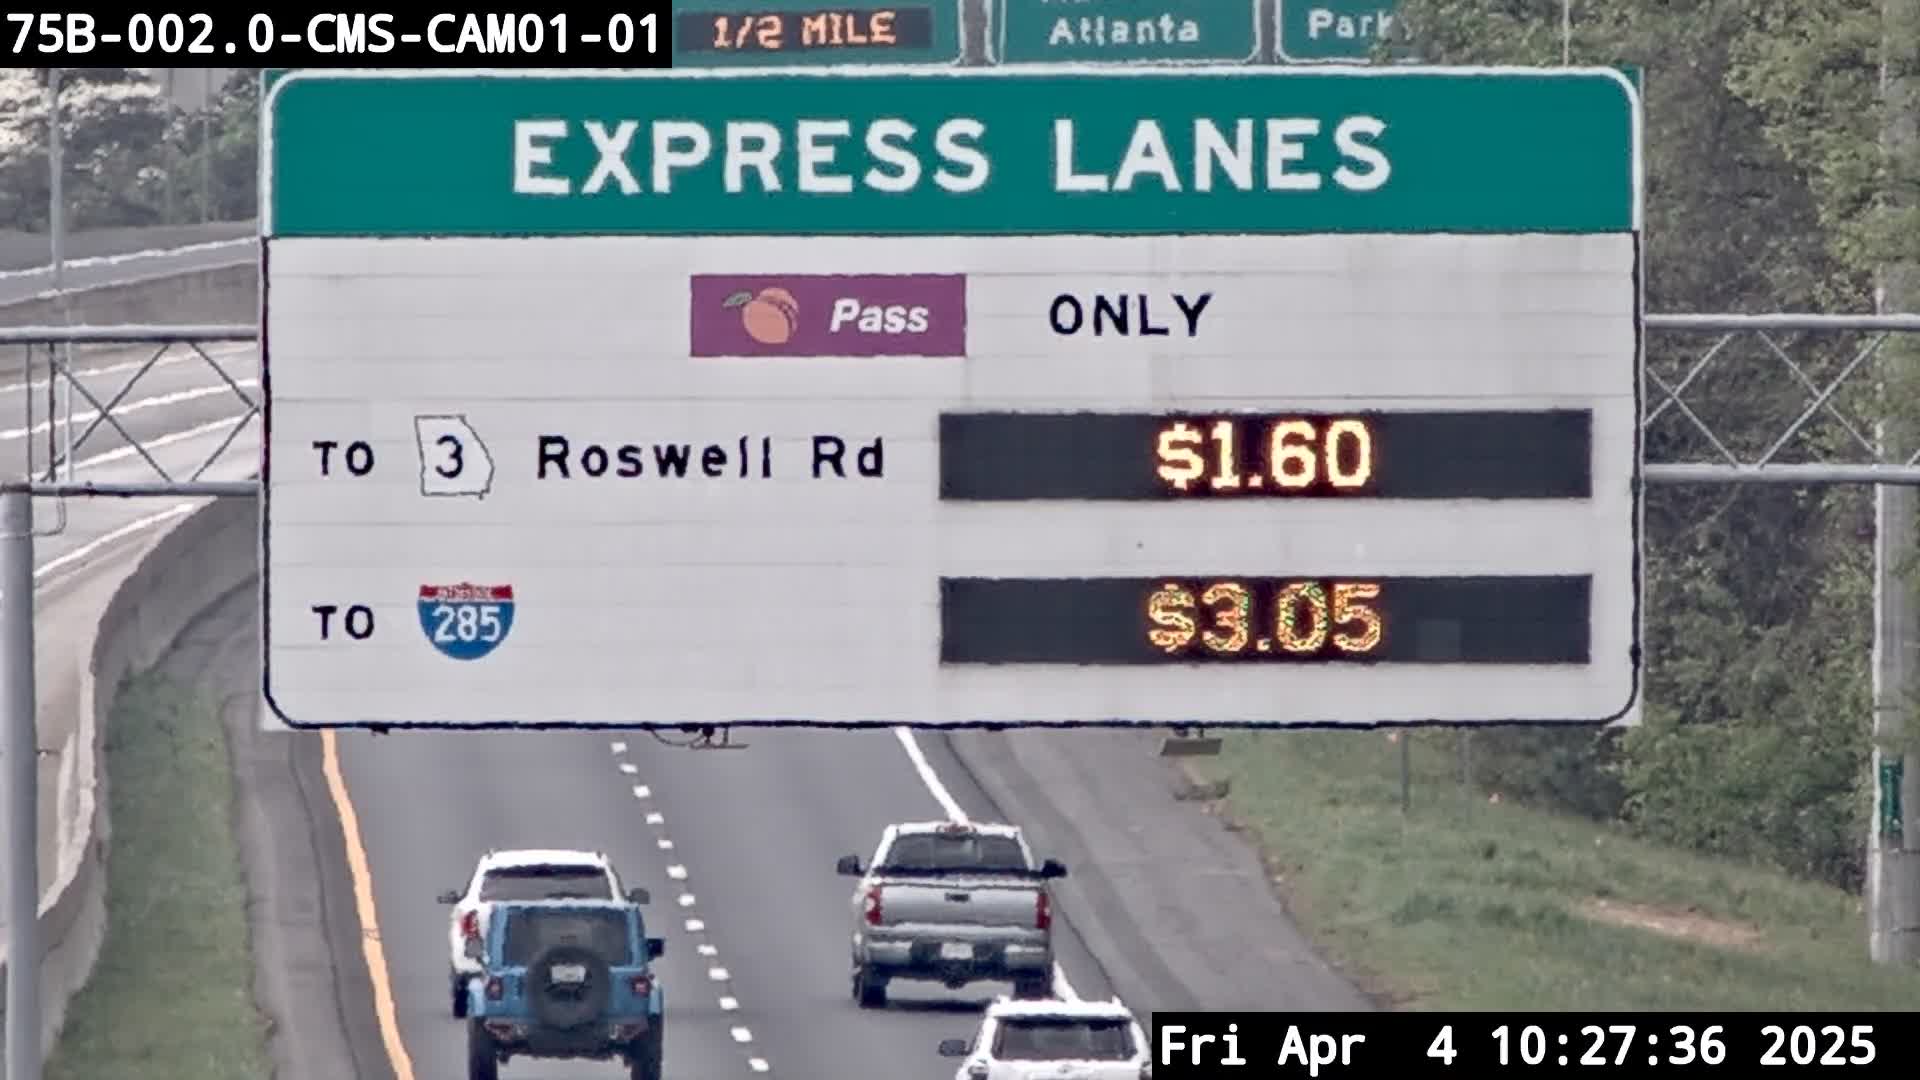 75B-002.0-CMS-CAM01-01
1/2 MILE
Atlanta
Park
EXPRESS LANES
Pass ONLY
TO 3 Roswell Rd $1.60
TO 285 $3.05
Fri Apr 4 10:27:36 2025